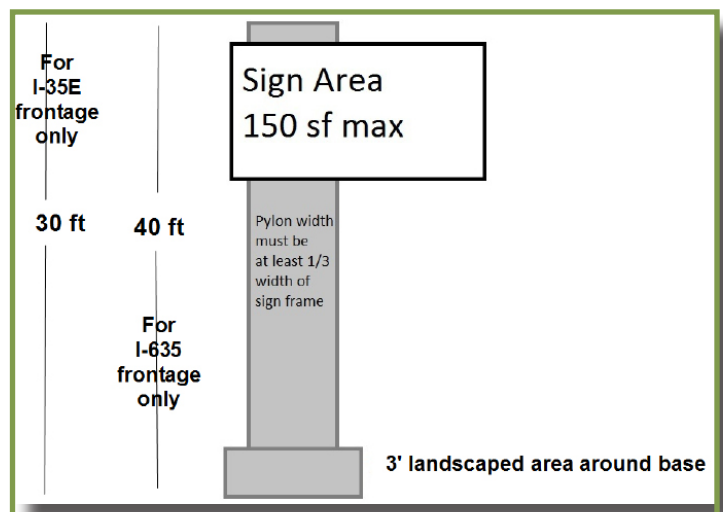 For
I-35E
frontage
only
30 ft
40 ft
For
I-635
frontage
only
Sign Area
150 sf max
Pylon width
must be
at least 1/3
width of
sign frame
3' landscaped area around base